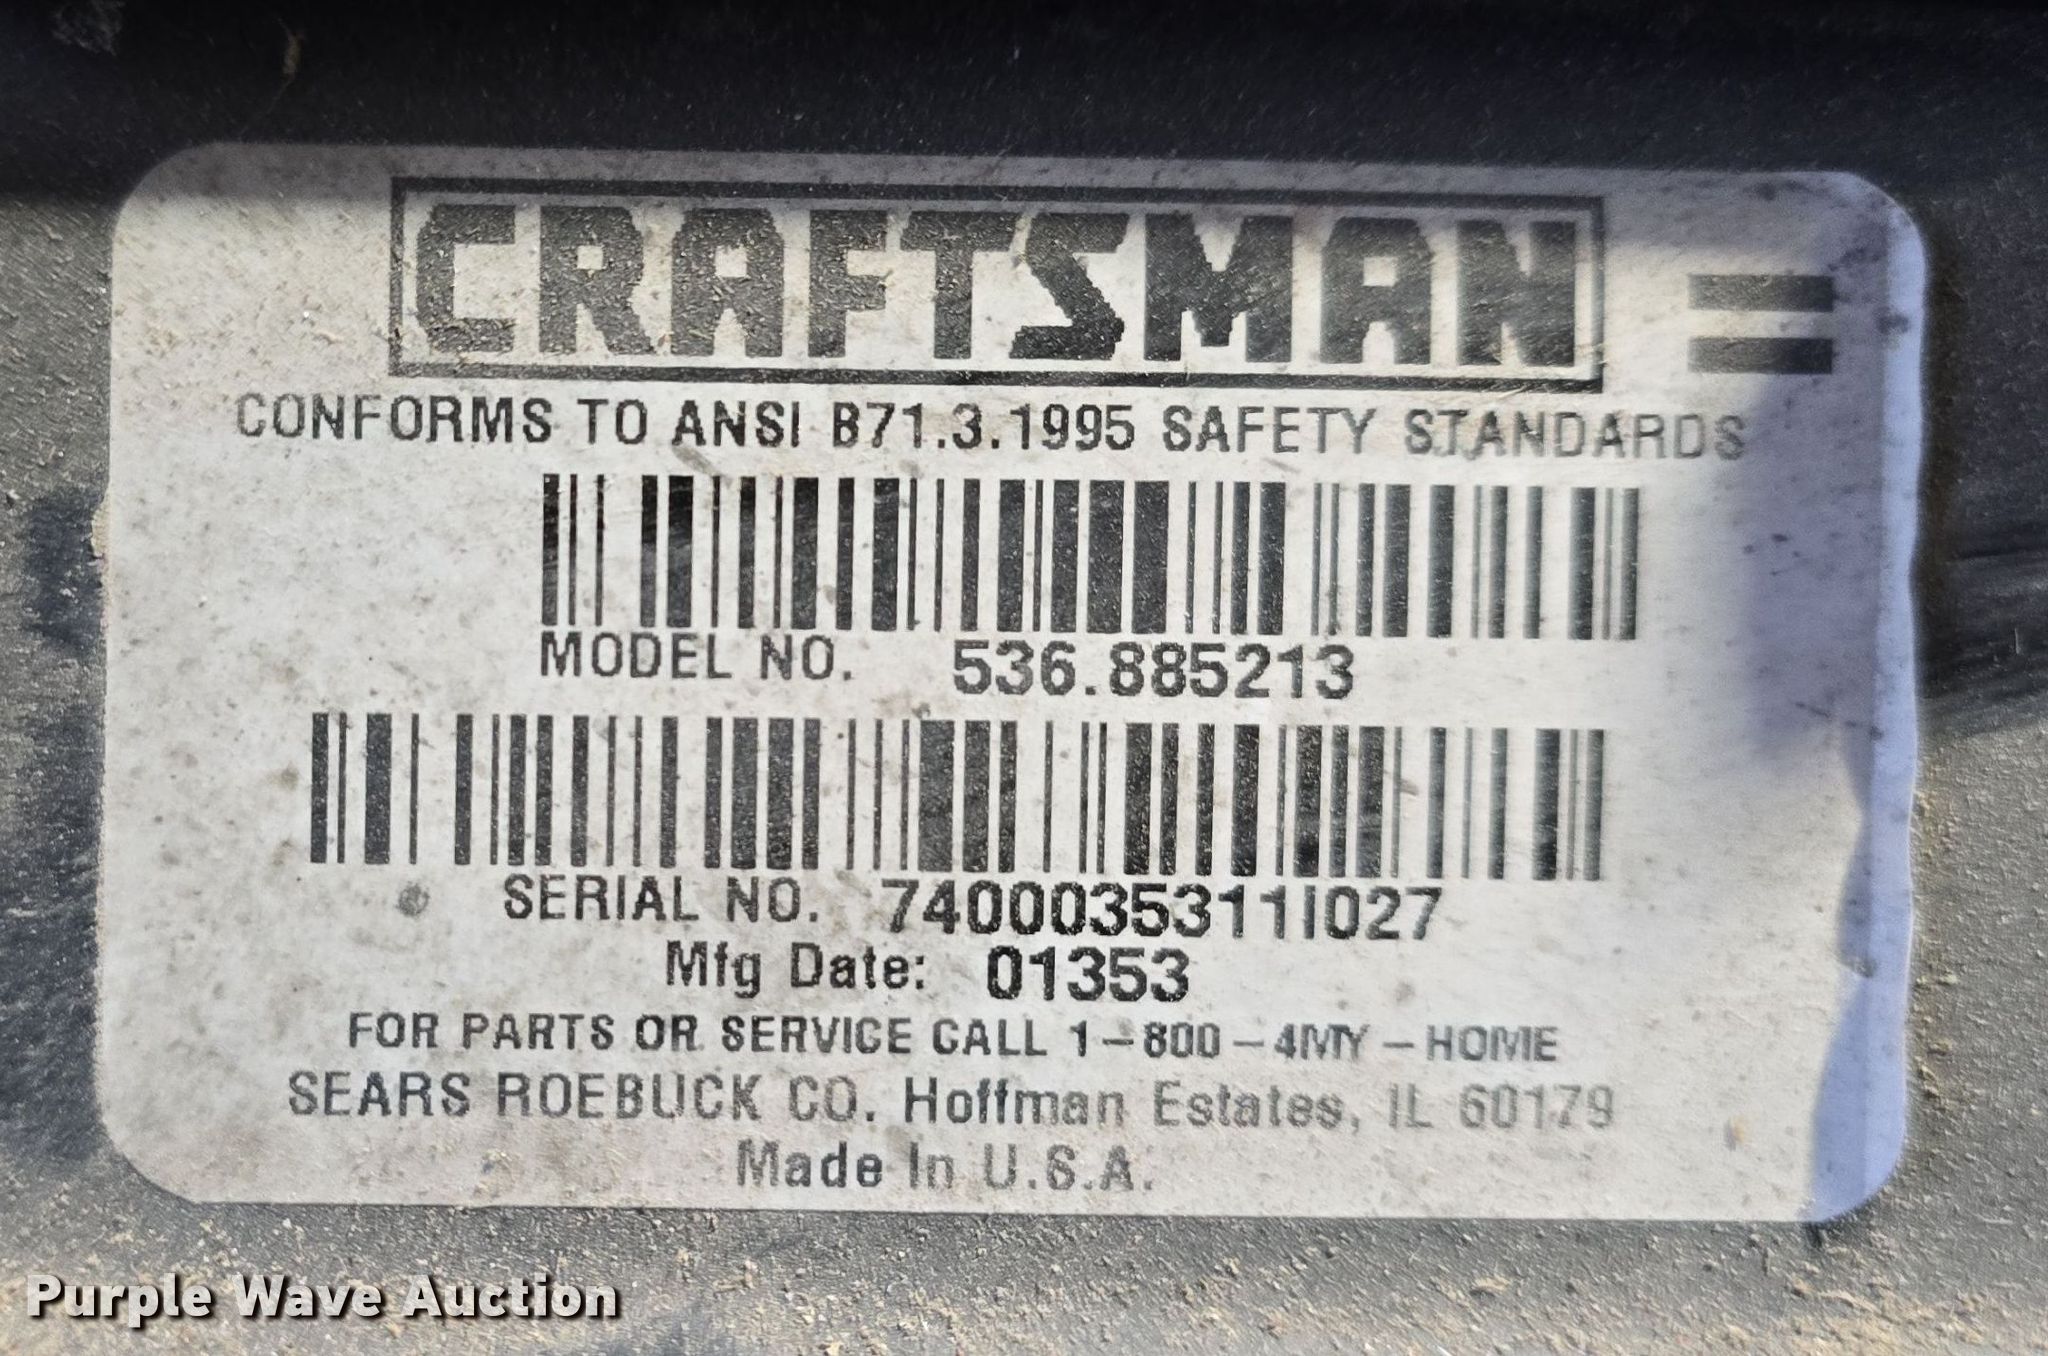 CRAFTSMAN
CONFORMS TO ANSI B71.3.1995 SAFETY STANDARDS
MODEL NO. 536.885213
SERIAL NO. 7400035311I027
Mfg Date: 01353
FOR PARTS OR SERVICE CALL 1-800-4MY-HOME
SEARS ROEBUCK CO. Hoffman Estates, IL 60179
Made In U.S.A.
Purple Wave Auction